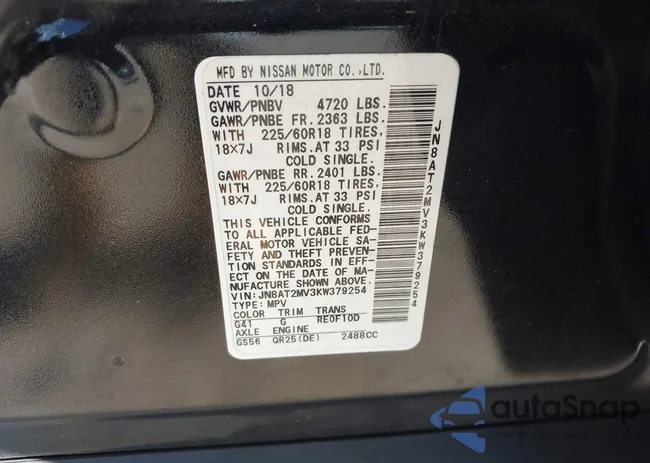 MFD BY NISSAN MOTOR CO.,LTD.
DATE 10/18
GVWR/PNBV 4720 LBS.
GAWR/PNBE FR. 2363 LBS.
WITH 225/60R18 TIRES,
18X7J RIMS.AT 33 PSI
COLD SINGLE.
GAWR/PNBE RR. 2401 LBS.
WITH 225/60R18 TIRES,
18X7J RIMS.AT 33 PSI
COLD SINGLE.
THIS VEHICLE CONFORMS
TO ALL APPLICABLE FED-
ERAL MOTOR VEHICLE SA-
FETY AND THEFT PREVEN-
TION STANDARDS IN EFF-
ECT ON THE DATE OF MA-
NUFACTURE SHOWN ABOVE.
VIN:JN8AT2MV3KW379254
TYPE:MPV
COLOR TRIM TRANS
G41 G RE0F10D
AXLE ENGINE
GS56 QR25(DE) 2488CC
JN8AT2MV3KW379254
autoSnap